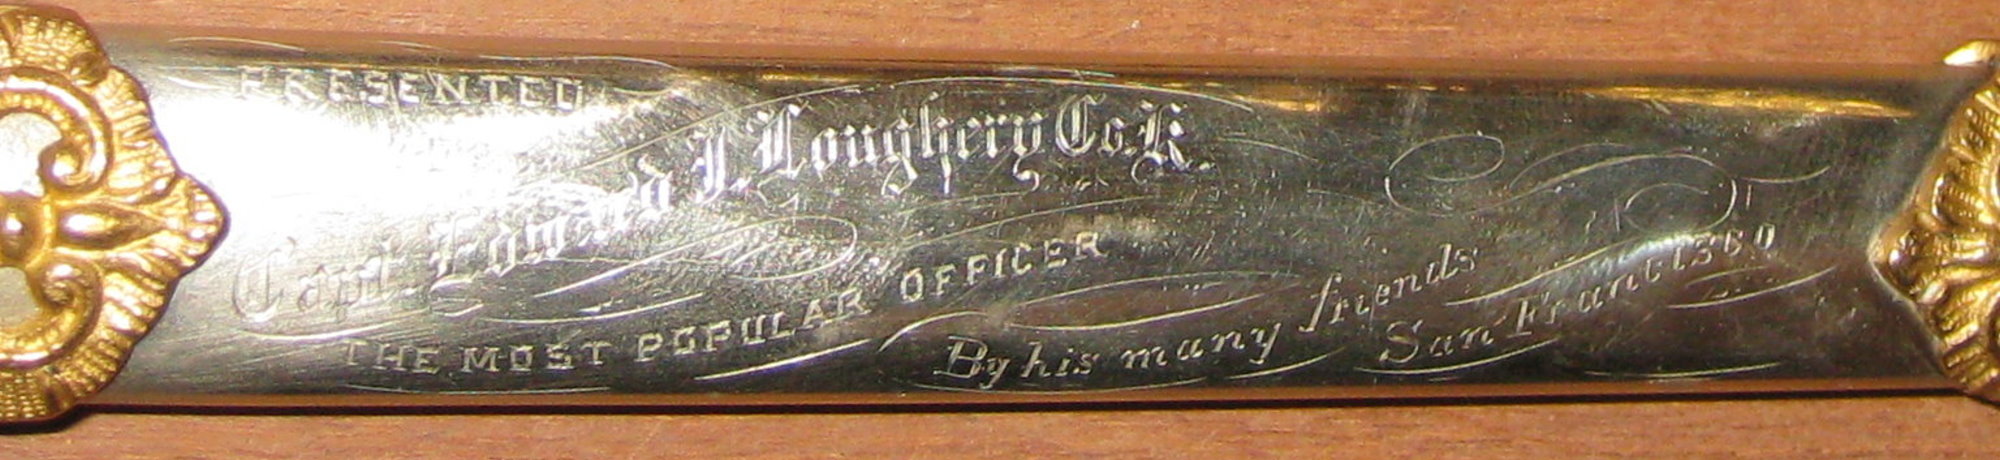 PRESENTED
Capt. Edward J. Loughery Co. K.
THE MOST POPULAR OFFICER
By his many friends
San Francisco